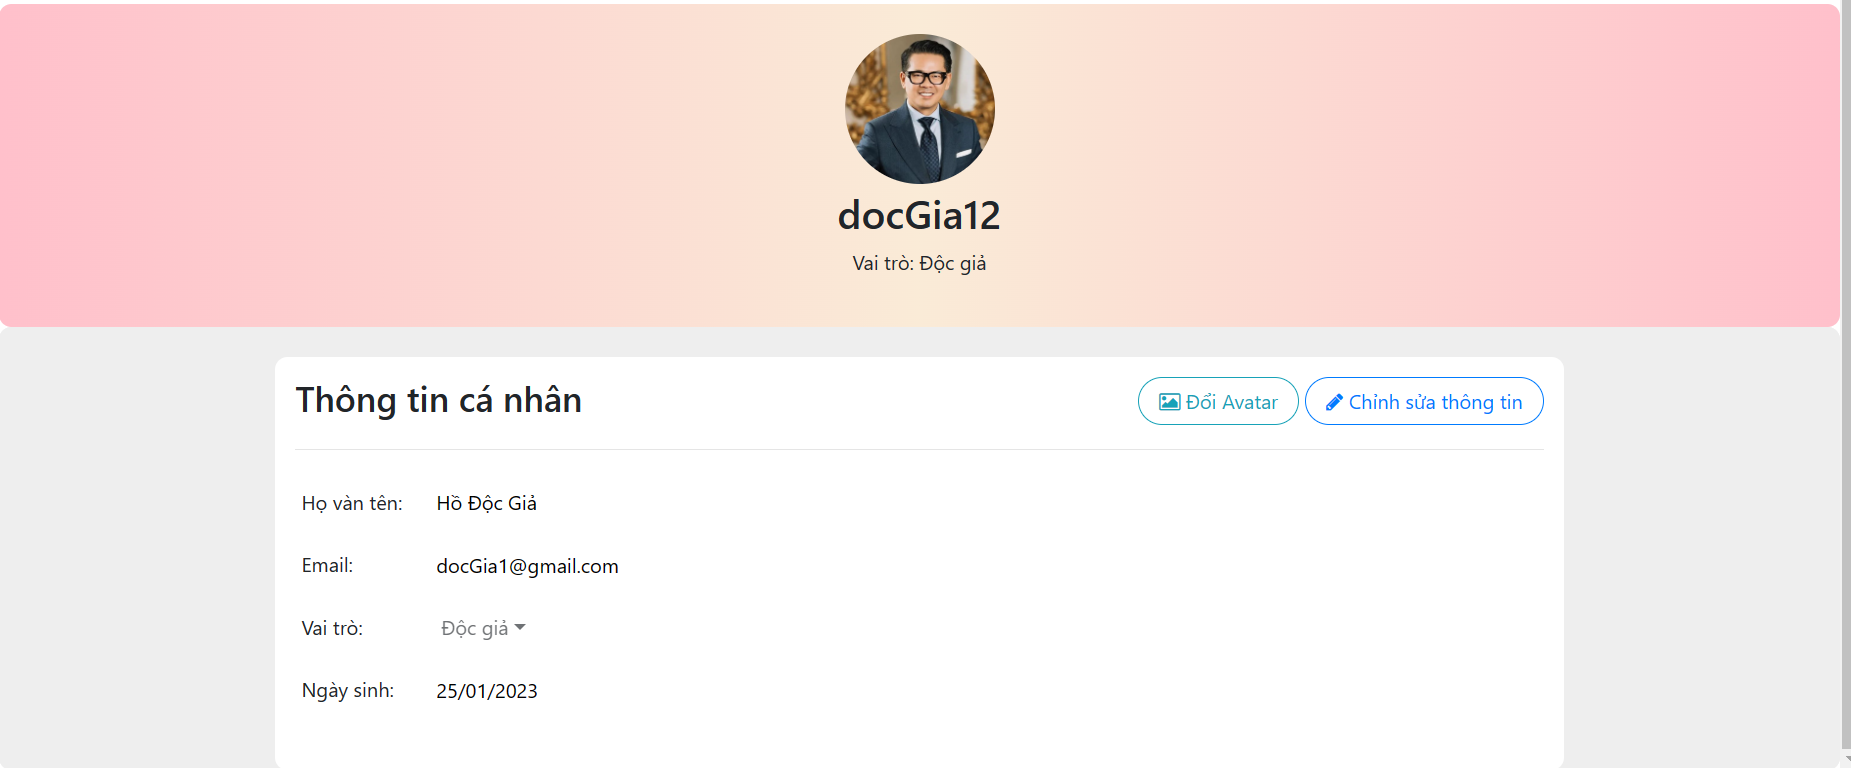 docGia12
Vai trò: Độc giả
Thông tin cá nhân
Đổi Avatar
Chỉnh sửa thông tin
Họ vàn tên: Hồ Độc Giả
Email: docGia1@gmail.com
Vai trò: Độc giả
Ngày sinh: 25/01/2023